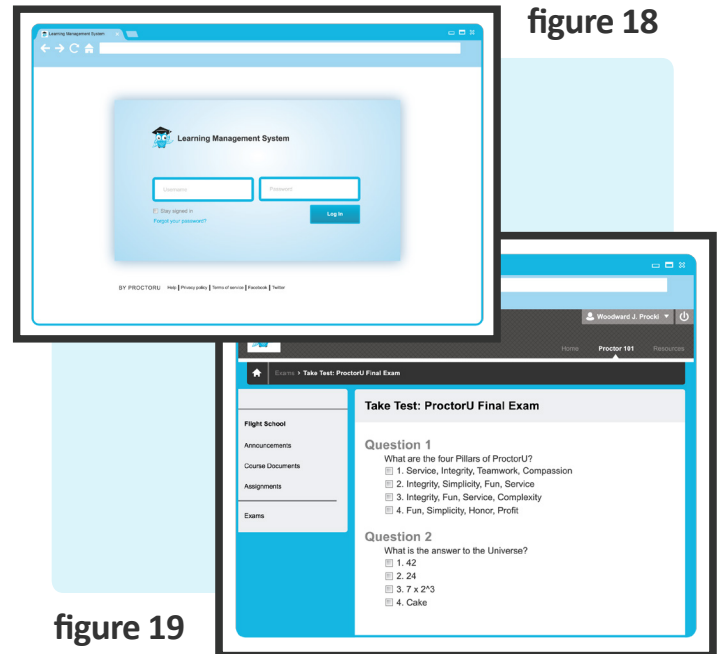 figure 18
Learning Management System
Learning Management System
Username
Password
Stay signed in
Forgot your password?
Log In
BY PROCTORU Help | Privacy policy | Terms of service | Facebook | Twitter
Woodward J. Procki
Home Proctor 101 Resources
Exams > Take Test: ProctorU Final Exam
Flight School
Announcements
Course Documents
Assignments
Exams
Take Test: ProctorU Final Exam
Question 1
What are the four Pillars of ProctorU?
1. Service, Integrity, Teamwork, Compassion
2. Integrity, Simplicity, Fun, Service
3. Integrity, Fun, Service, Complexity
4. Fun, Simplicity, Honor, Profit
Question 2
What is the answer to the Universe?
1. 42
2. 24
3. 7 x 2^3
4. Cake
figure 19